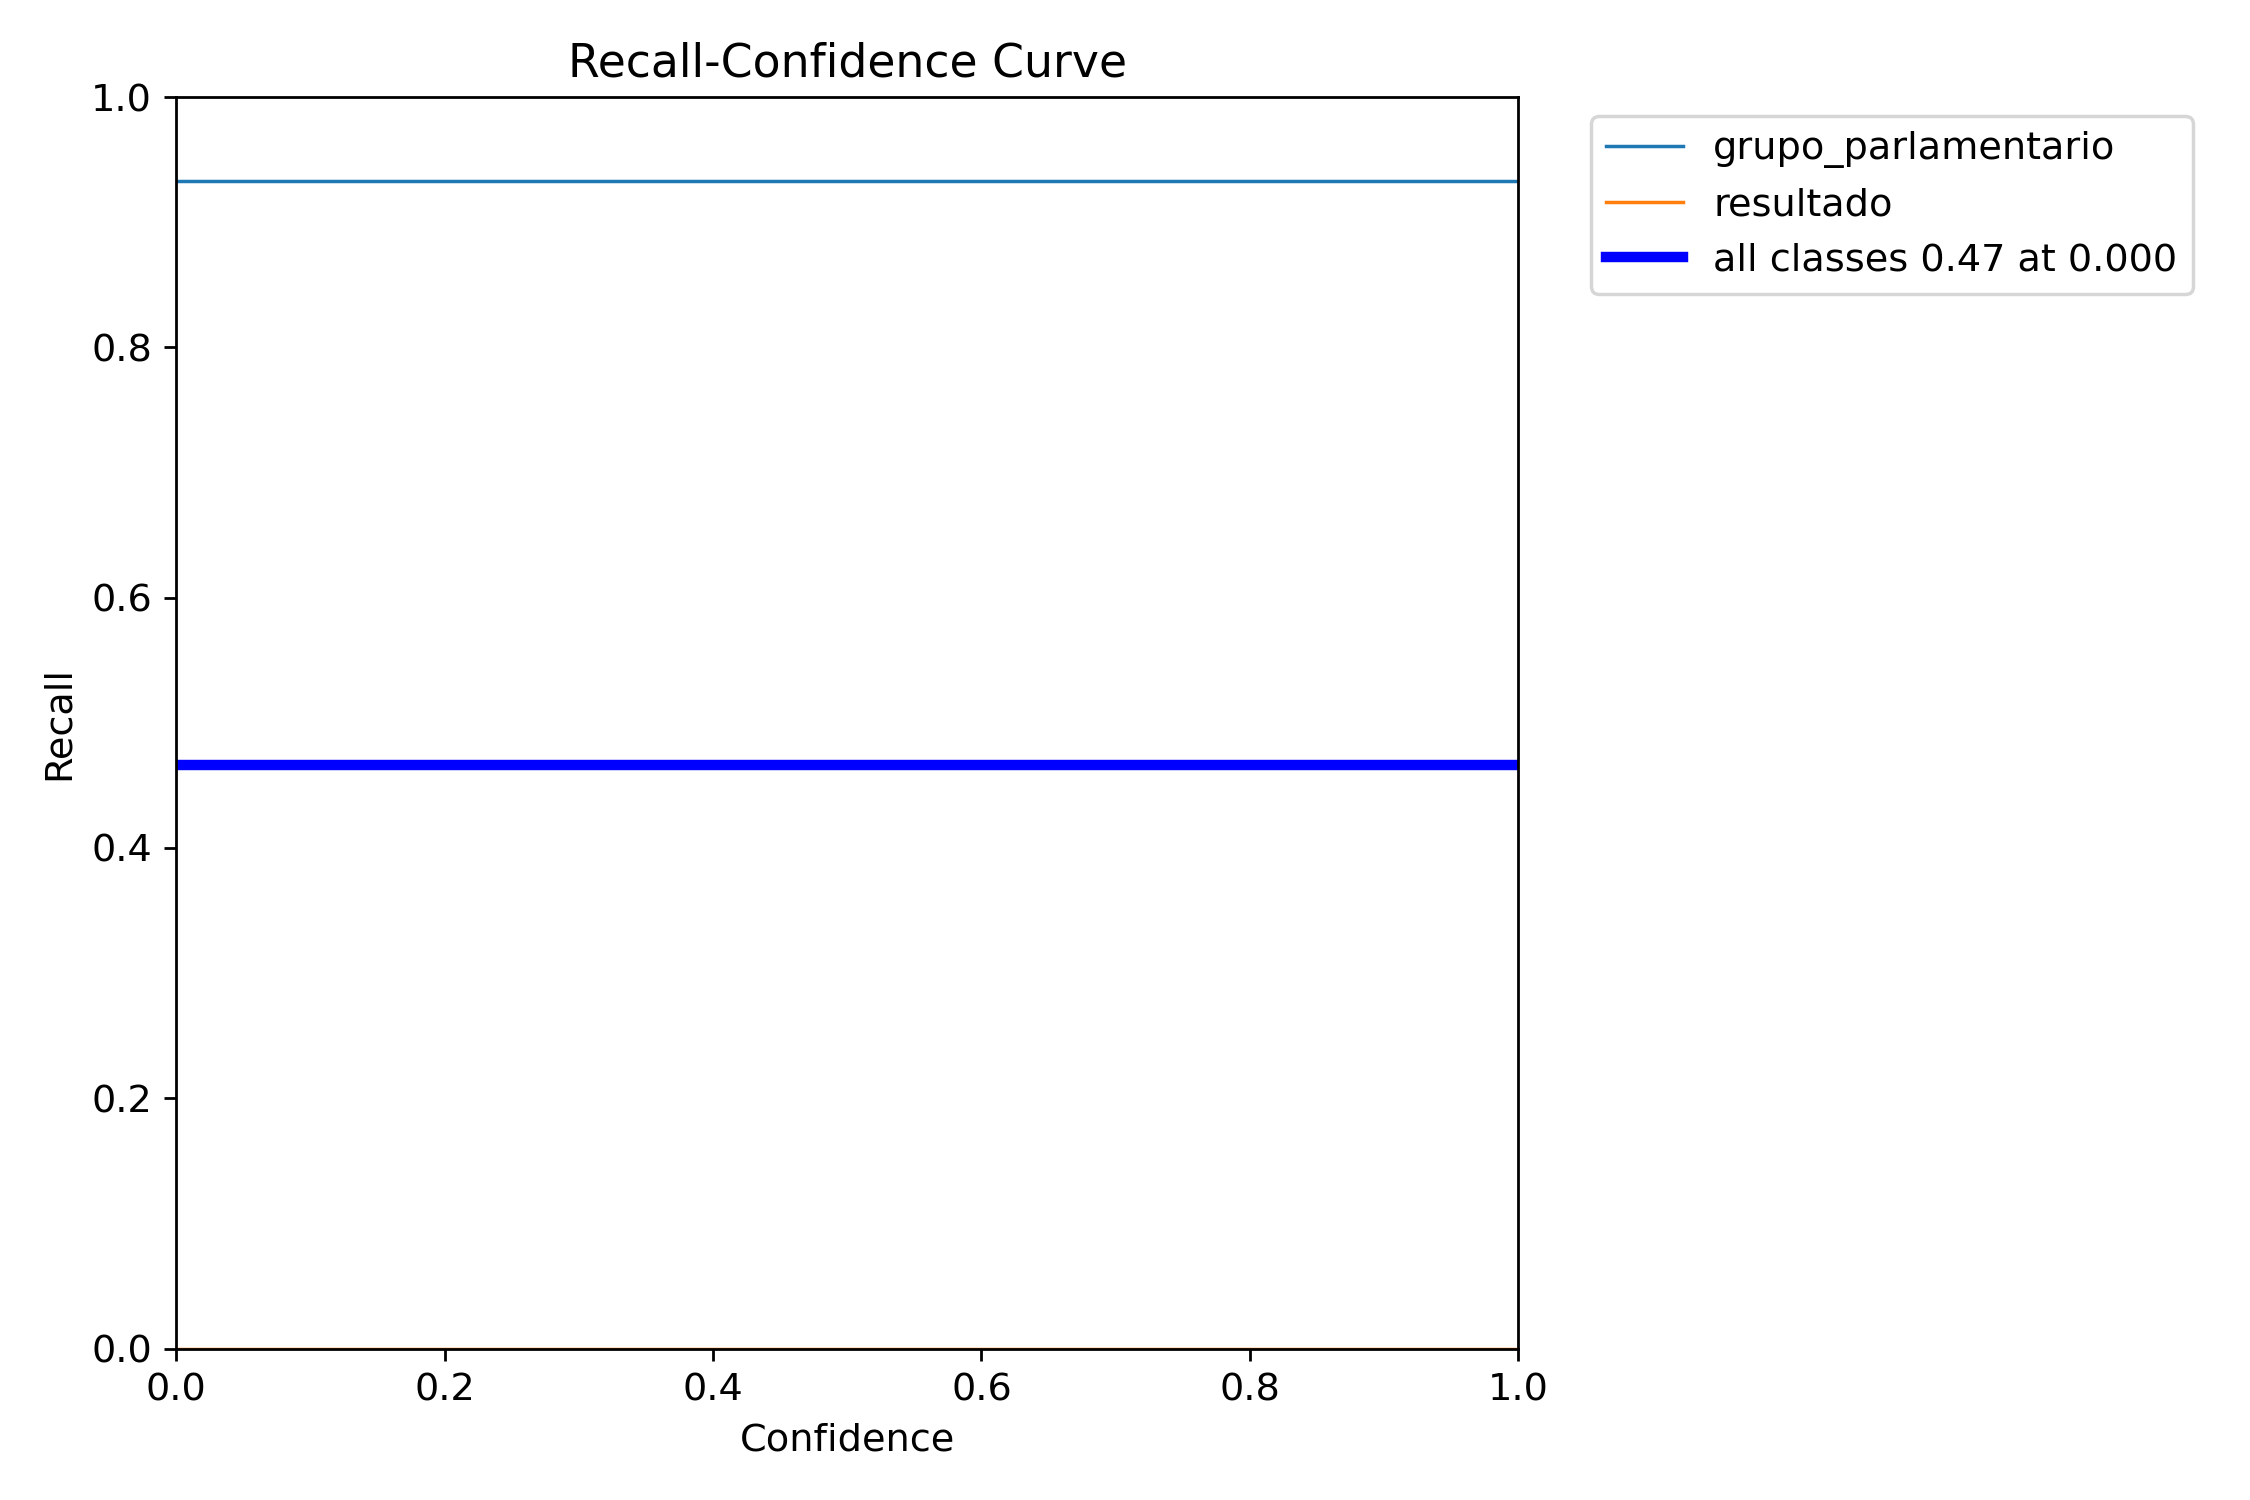 Recall-Confidence Curve
1.0
0.8
0.6
0.4
0.2
0.0
Recall
0.0 0.2 0.4 0.6 0.8 1.0
Confidence
grupo_parlamentario
resultado
all classes 0.47 at 0.000